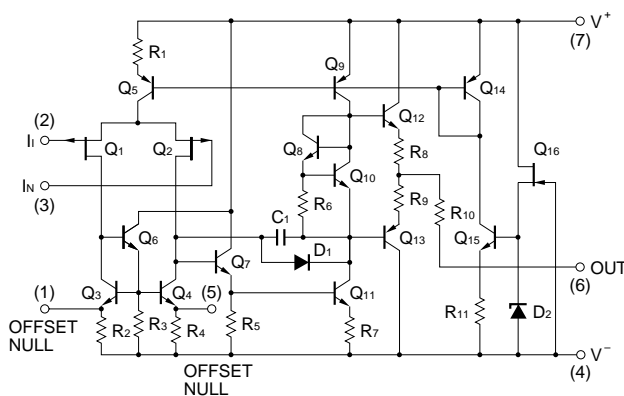 V⁺
(7)
R₁
Q₅
Q₉
Q₁₄
Q₁₂
(2)
I_I
Q₁
Q₂
Q₈
R₈
Q₁₆
Q₁₀
I_N
(3)
R₆
R₉
R₁₀
C₁
Q₆
Q₁₃
Q₁₅
D₁
Q₇
OUT
(6)
(1)
Q₃
Q₄
(5)
Q₁₁
OFFSET
NULL
R₂
R₃
R₄
R₅
R₇
R₁₁
D₂
OFFSET
NULL
V⁻
(4)